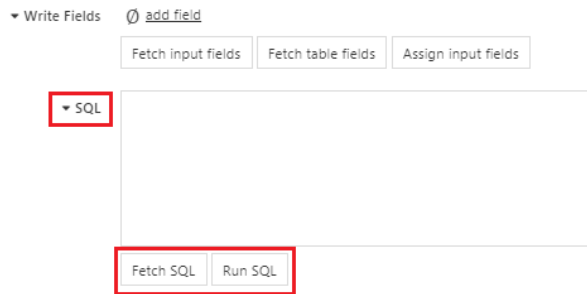 Write Fields add field
Fetch input fields Fetch table fields Assign input fields
SQL
Fetch SQL Run SQL